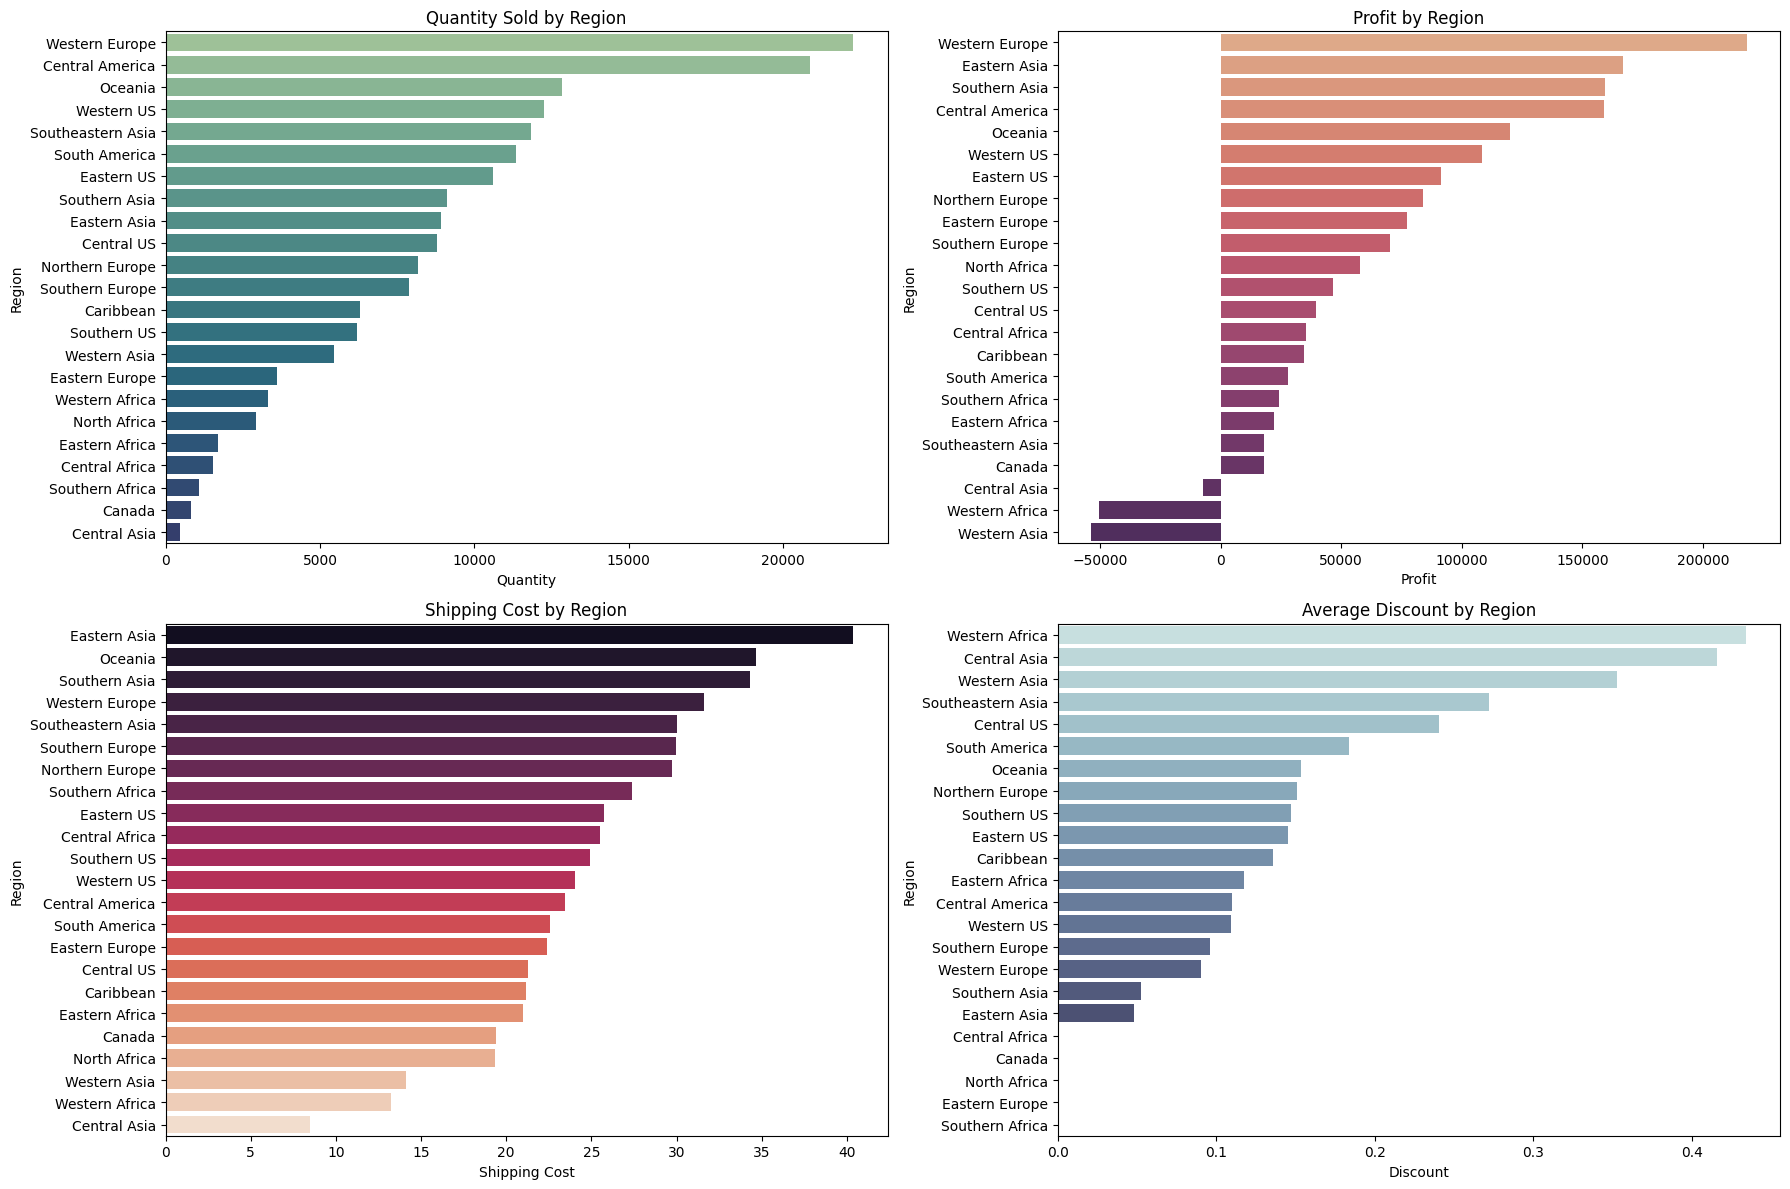 Quantity Sold by Region
Region
Western Europe
Central America
Oceania
Western US
Southeastern Asia
South America
Eastern US
Southern Asia
Eastern Asia
Central US
Northern Europe
Southern Europe
Caribbean
Southern US
Western Asia
Eastern Europe
Western Africa
North Africa
Eastern Africa
Central Africa
Southern Africa
Canada
Central Asia
0 5000 10000 15000 20000
Quantity
Profit by Region
Region
Western Europe
Eastern Asia
Southern Asia
Central America
Oceania
Western US
Eastern US
Northern Europe
Eastern Europe
Southern Europe
North Africa
Southern US
Central US
Central Africa
Caribbean
South America
Southern Africa
Eastern Africa
Southeastern Asia
Canada
Central Asia
Western Africa
Western Asia
−50000 0 50000 100000 150000 200000
Profit
Shipping Cost by Region
Region
Eastern Asia
Oceania
Southern Asia
Western Europe
Southeastern Asia
Southern Europe
Northern Europe
Southern Africa
Eastern US
Central Africa
Southern US
Western US
Central America
South America
Eastern Europe
Central US
Caribbean
Eastern Africa
Canada
North Africa
Western Asia
Western Africa
Central Asia
0 5 10 15 20 25 30 35 40
Shipping Cost
Average Discount by Region
Region
Western Africa
Central Asia
Western Asia
Southeastern Asia
Central US
South America
Oceania
Northern Europe
Southern US
Eastern US
Caribbean
Eastern Africa
Central America
Western US
Southern Europe
Western Europe
Southern Asia
Eastern Asia
Central Africa
Canada
North Africa
Eastern Europe
Southern Africa
0.0 0.1 0.2 0.3 0.4
Discount